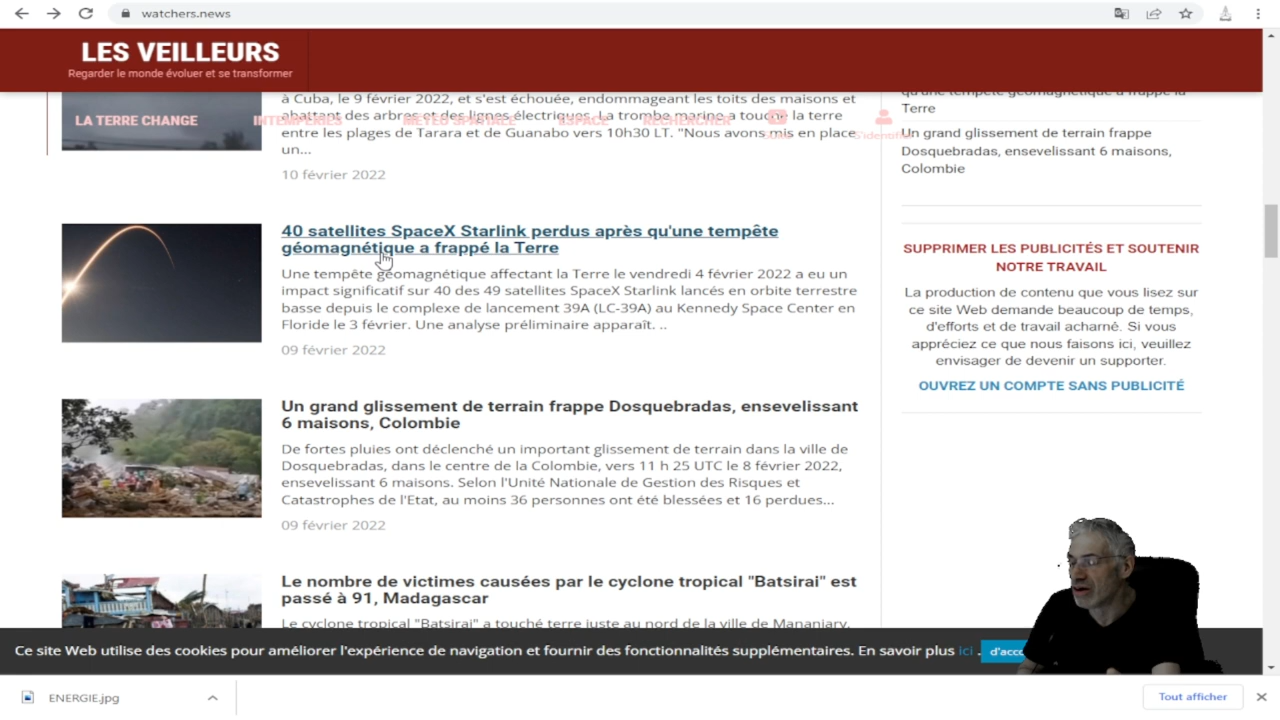 watchers.news
LES VEILLEURS
Regarder le monde évoluer et se transformer
LA TERRE CHANGE
ESPACE
RECHERCHER
à Cuba, le 9 février 2022, et s'est échouée, endommageant les toits des maisons et
abattant des arbres et des lignes électriques. La trombe marine a touché la terre
entre les plages de Tarara et de Guanabo vers 10h30 LT. "Nous avons mis en place
un...
10 février 2022
40 satellites SpaceX Starlink perdus après qu'une tempête
géomagnétique a frappé la Terre
Une tempête géomagnétique affectant la Terre le vendredi 4 février 2022 a eu un
impact significatif sur 40 des 49 satellites SpaceX Starlink lancés en orbite terrestre
basse depuis le complexe de lancement 39A (LC-39A) au Kennedy Space Center en
Floride le 3 février. Une analyse préliminaire apparaît. ..
09 février 2022
Un grand glissement de terrain frappe Dosquebradas, ensevelissant
6 maisons, Colombie
De fortes pluies ont déclenché un important glissement de terrain dans la ville de
Dosquebradas, dans le centre de la Colombie, vers 11 h 25 UTC le 8 février 2022,
ensevelissant 6 maisons. Selon l'Unité Nationale de Gestion des Risques et
Catastrophes de l'Etat, au moins 36 personnes ont été blessées et 16 perdues...
09 février 2022
Le nombre de victimes causées par le cyclone tropical "Batsirai" est
passé à 91, Madagascar
Le cyclone tropical "Batsirai" a touché terre juste au nord de la ville de Mananjary,
qu'une tempête géomagnétique a frappé la
Terre
Un grand glissement de terrain frappe
Dosquebradas, ensevelissant 6 maisons,
Colombie
SUPPRIMER LES PUBLICITÉS ET SOUTENIR
NOTRE TRAVAIL
La production de contenu que vous lisez sur
ce site Web demande beaucoup de temps,
d'efforts et de travail acharné. Si vous
appréciez ce que nous faisons ici, veuillez
envisager de devenir un supporter.
OUVREZ UN COMPTE SANS PUBLICITÉ
Ce site Web utilise des cookies pour améliorer l'expérience de navigation et fournir des fonctionnalités supplémentaires. En savoir plus ici . d'acco
ENERGIE.jpg
Tout afficher